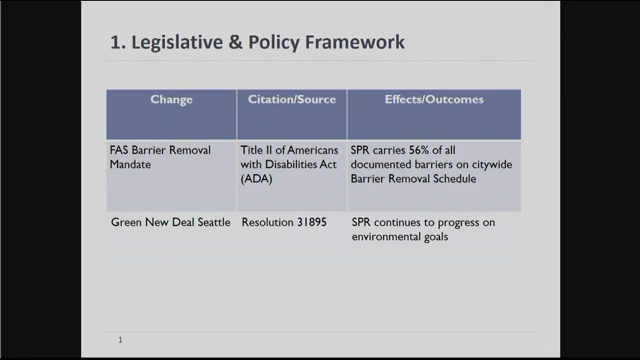 1. Legislative & Policy Framework
Change
Citation/Source
Effects/Outcomes
FAS Barrier Removal
Mandate
Title II of Americans
with Disabilities Act
(ADA)
SPR carries 56% of all
documented barriers on citywide
Barrier Removal Schedule
Green New Deal Seattle
Resolution 31895
SPR continues to progress on
environmental goals
1